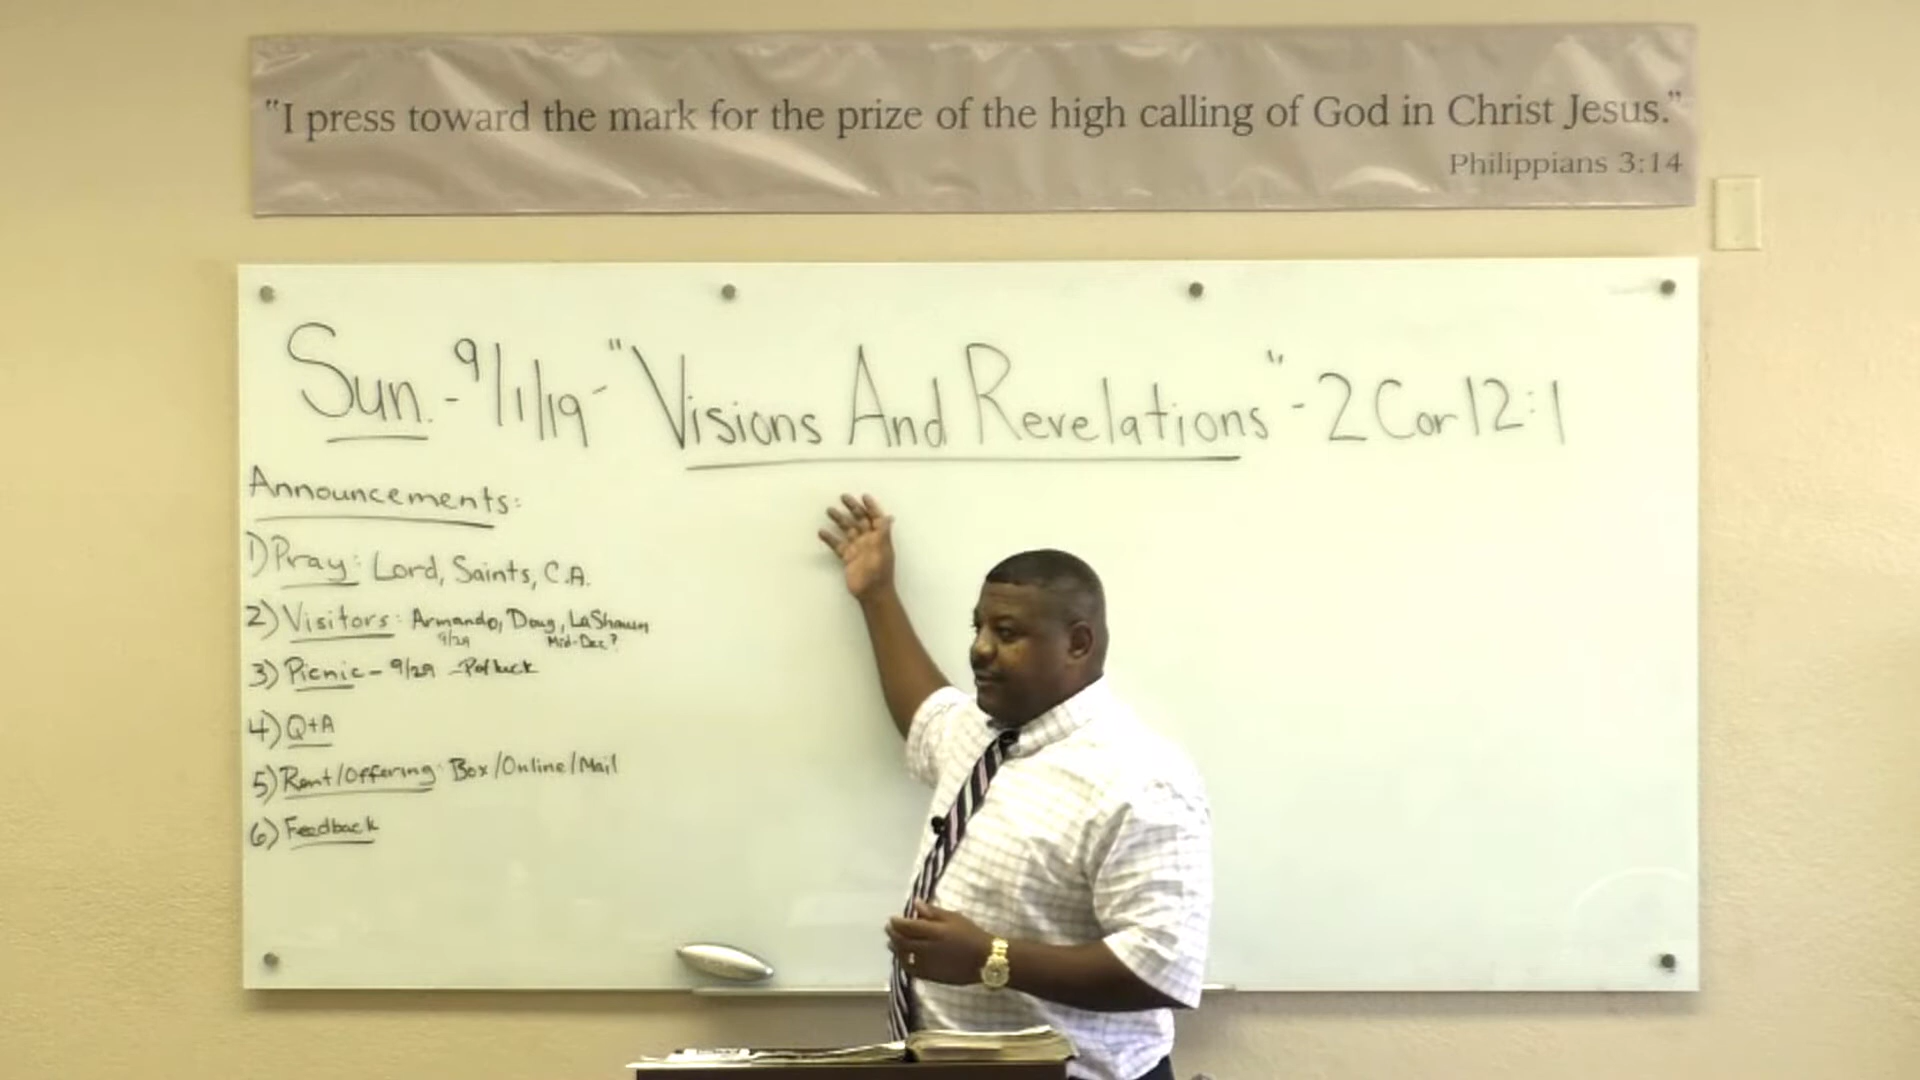 "I press toward the mark for the prize of the high calling of God in Christ Jesus."
Philippians 3:14
Sun. - 9/1/19 - "Visions And Revelations" - 2 Cor 12:1
Announcements:
1) Pray: Lord, Saints, C.A.
2) Visitors: Armando, Doug, LaShawn
9/29 Mid-Dec?
3) Picnic - 9/29 - Potluck
4) Q+A
5) Rent/Offering: Box/Online/Mail
6) Feedback